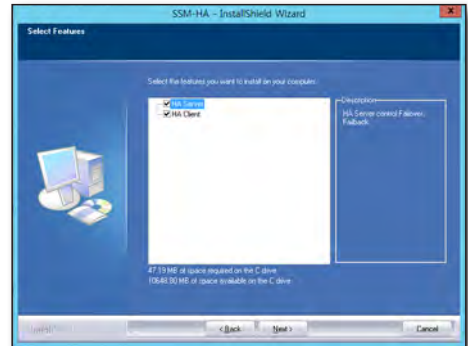 SSM-HA - InstallShield Wizard
Select Features
Select the features you want to install on your computer.
HA Server
HA Client
Description
HA Server control Failover, Failback
47.19 MB of space required on the C drive
10648.90 MB of space available on the C drive
InstallShield
< Back
Next >
Cancel